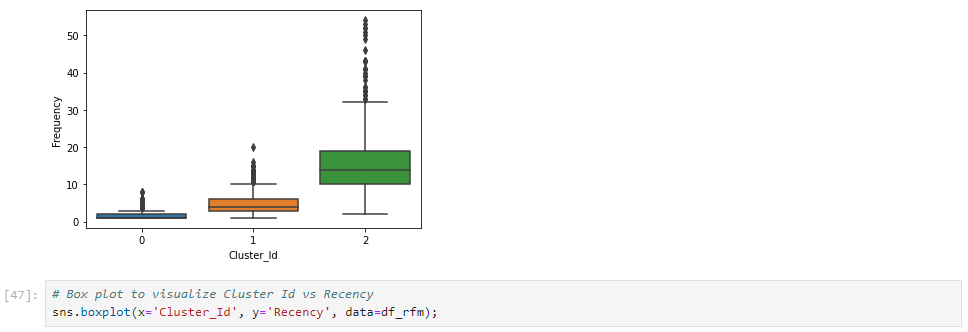 50
40
30
20
10
0
Frequency
0 1 2
Cluster_Id
[47]:
# Box plot to visualize Cluster Id vs Recency
sns.boxplot(x='Cluster_Id', y='Recency', data=df_rfm);